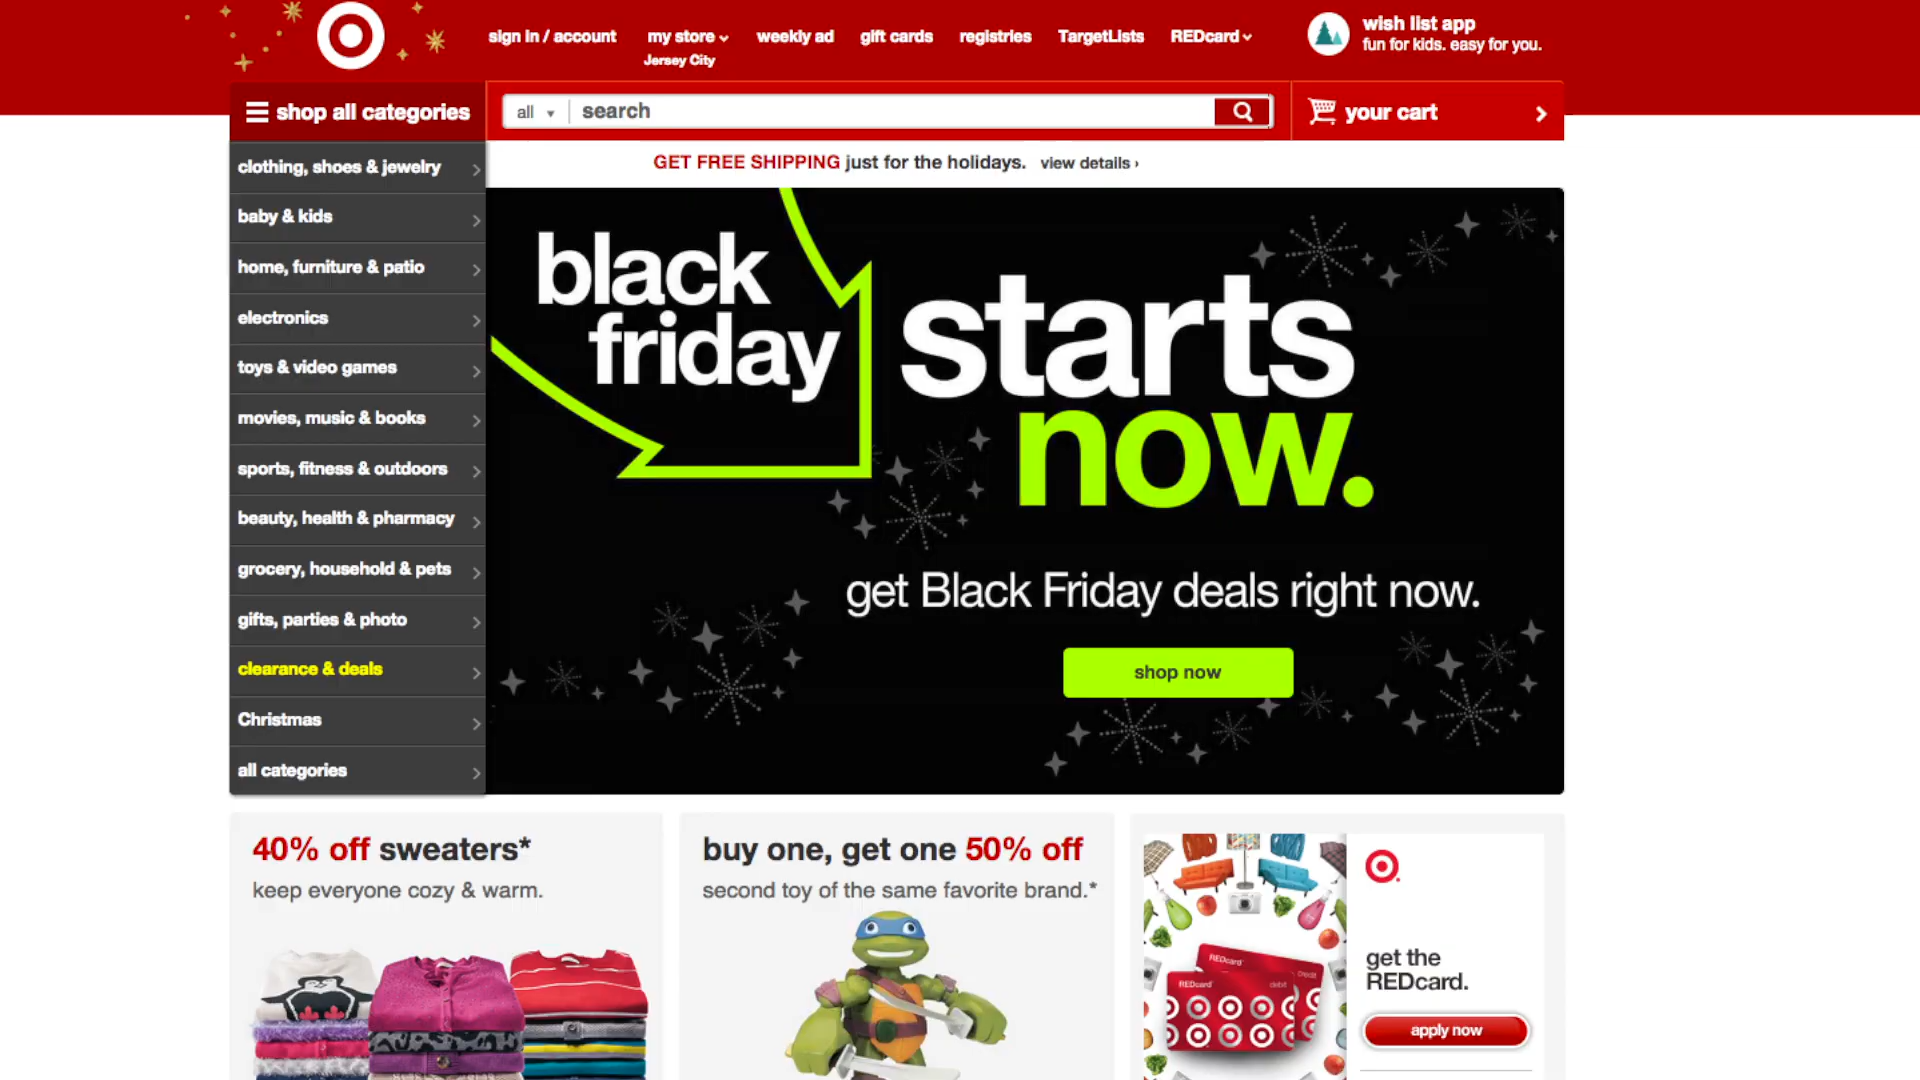 sign in / account
my store
Jersey City
weekly ad
gift cards
registries
TargetLists
REDcard
wish list app
fun for kids. easy for you.
shop all categories
all
search
your cart
GET FREE SHIPPING just for the holidays. view details ›
clothing, shoes & jewelry
baby & kids
home, furniture & patio
electronics
toys & video games
movies, music & books
sports, fitness & outdoors
beauty, health & pharmacy
grocery, household & pets
gifts, parties & photo
clearance & deals
Christmas
all categories
black
friday
starts
now.
get Black Friday deals right now.
shop now
40% off sweaters*
keep everyone cozy & warm.
buy one, get one 50% off
second toy of the same favorite brand.*
REDcard
credit
REDcard
debit
get the
REDcard.
apply now